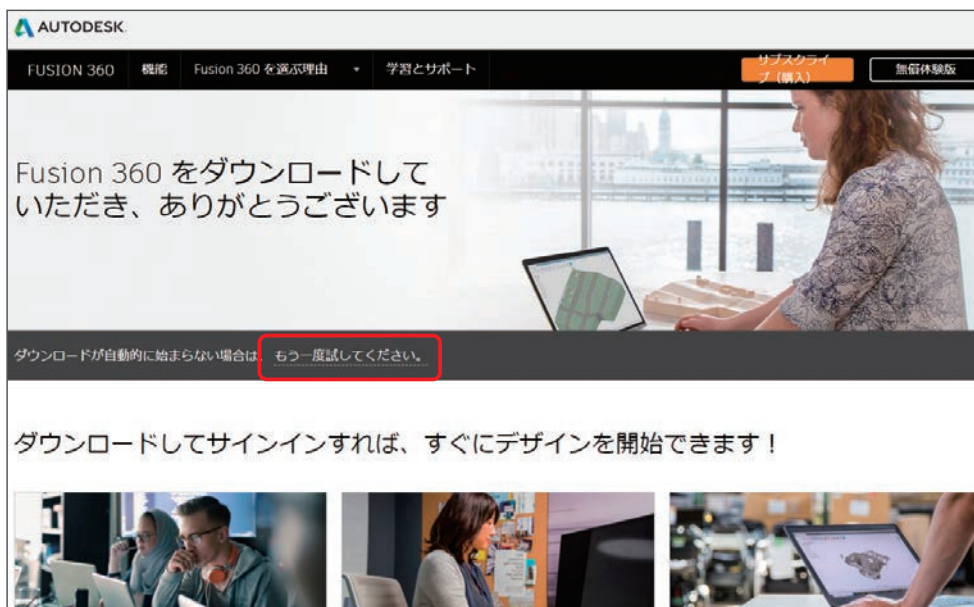 AUTODESK.
FUSION 360 機能 Fusion 360 を選ぶ理由 学習とサポート サブスクライブ（購入） 無償体験版
Fusion 360 をダウンロードして
いただき、ありがとうございます
ダウンロードが自動的に始まらない場合は、もう一度試してください。
ダウンロードしてサインインすれば、すぐにデザインを開始できます！